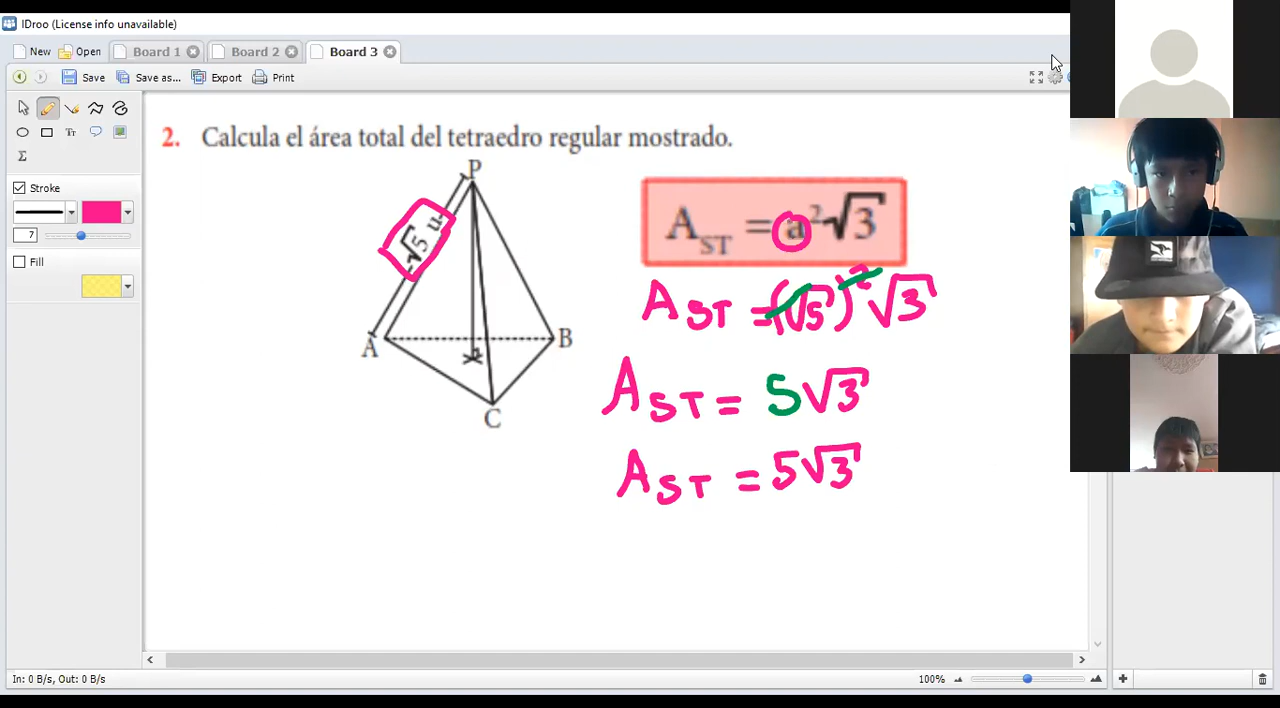 IDroo (License info unavailable)
New Open Board 1 Board 2 Board 3
Save Save as... Export Print
Tt
Σ
Stroke
7
Fill
2. Calcula el área total del tetraedro regular mostrado.
P
√5 u
A
B
C
A_ST = a²√3
A_ST = (√5)²√3
A_ST = 5√3
A_ST = 5√3
In: 0 B/s, Out: 0 B/s
100%